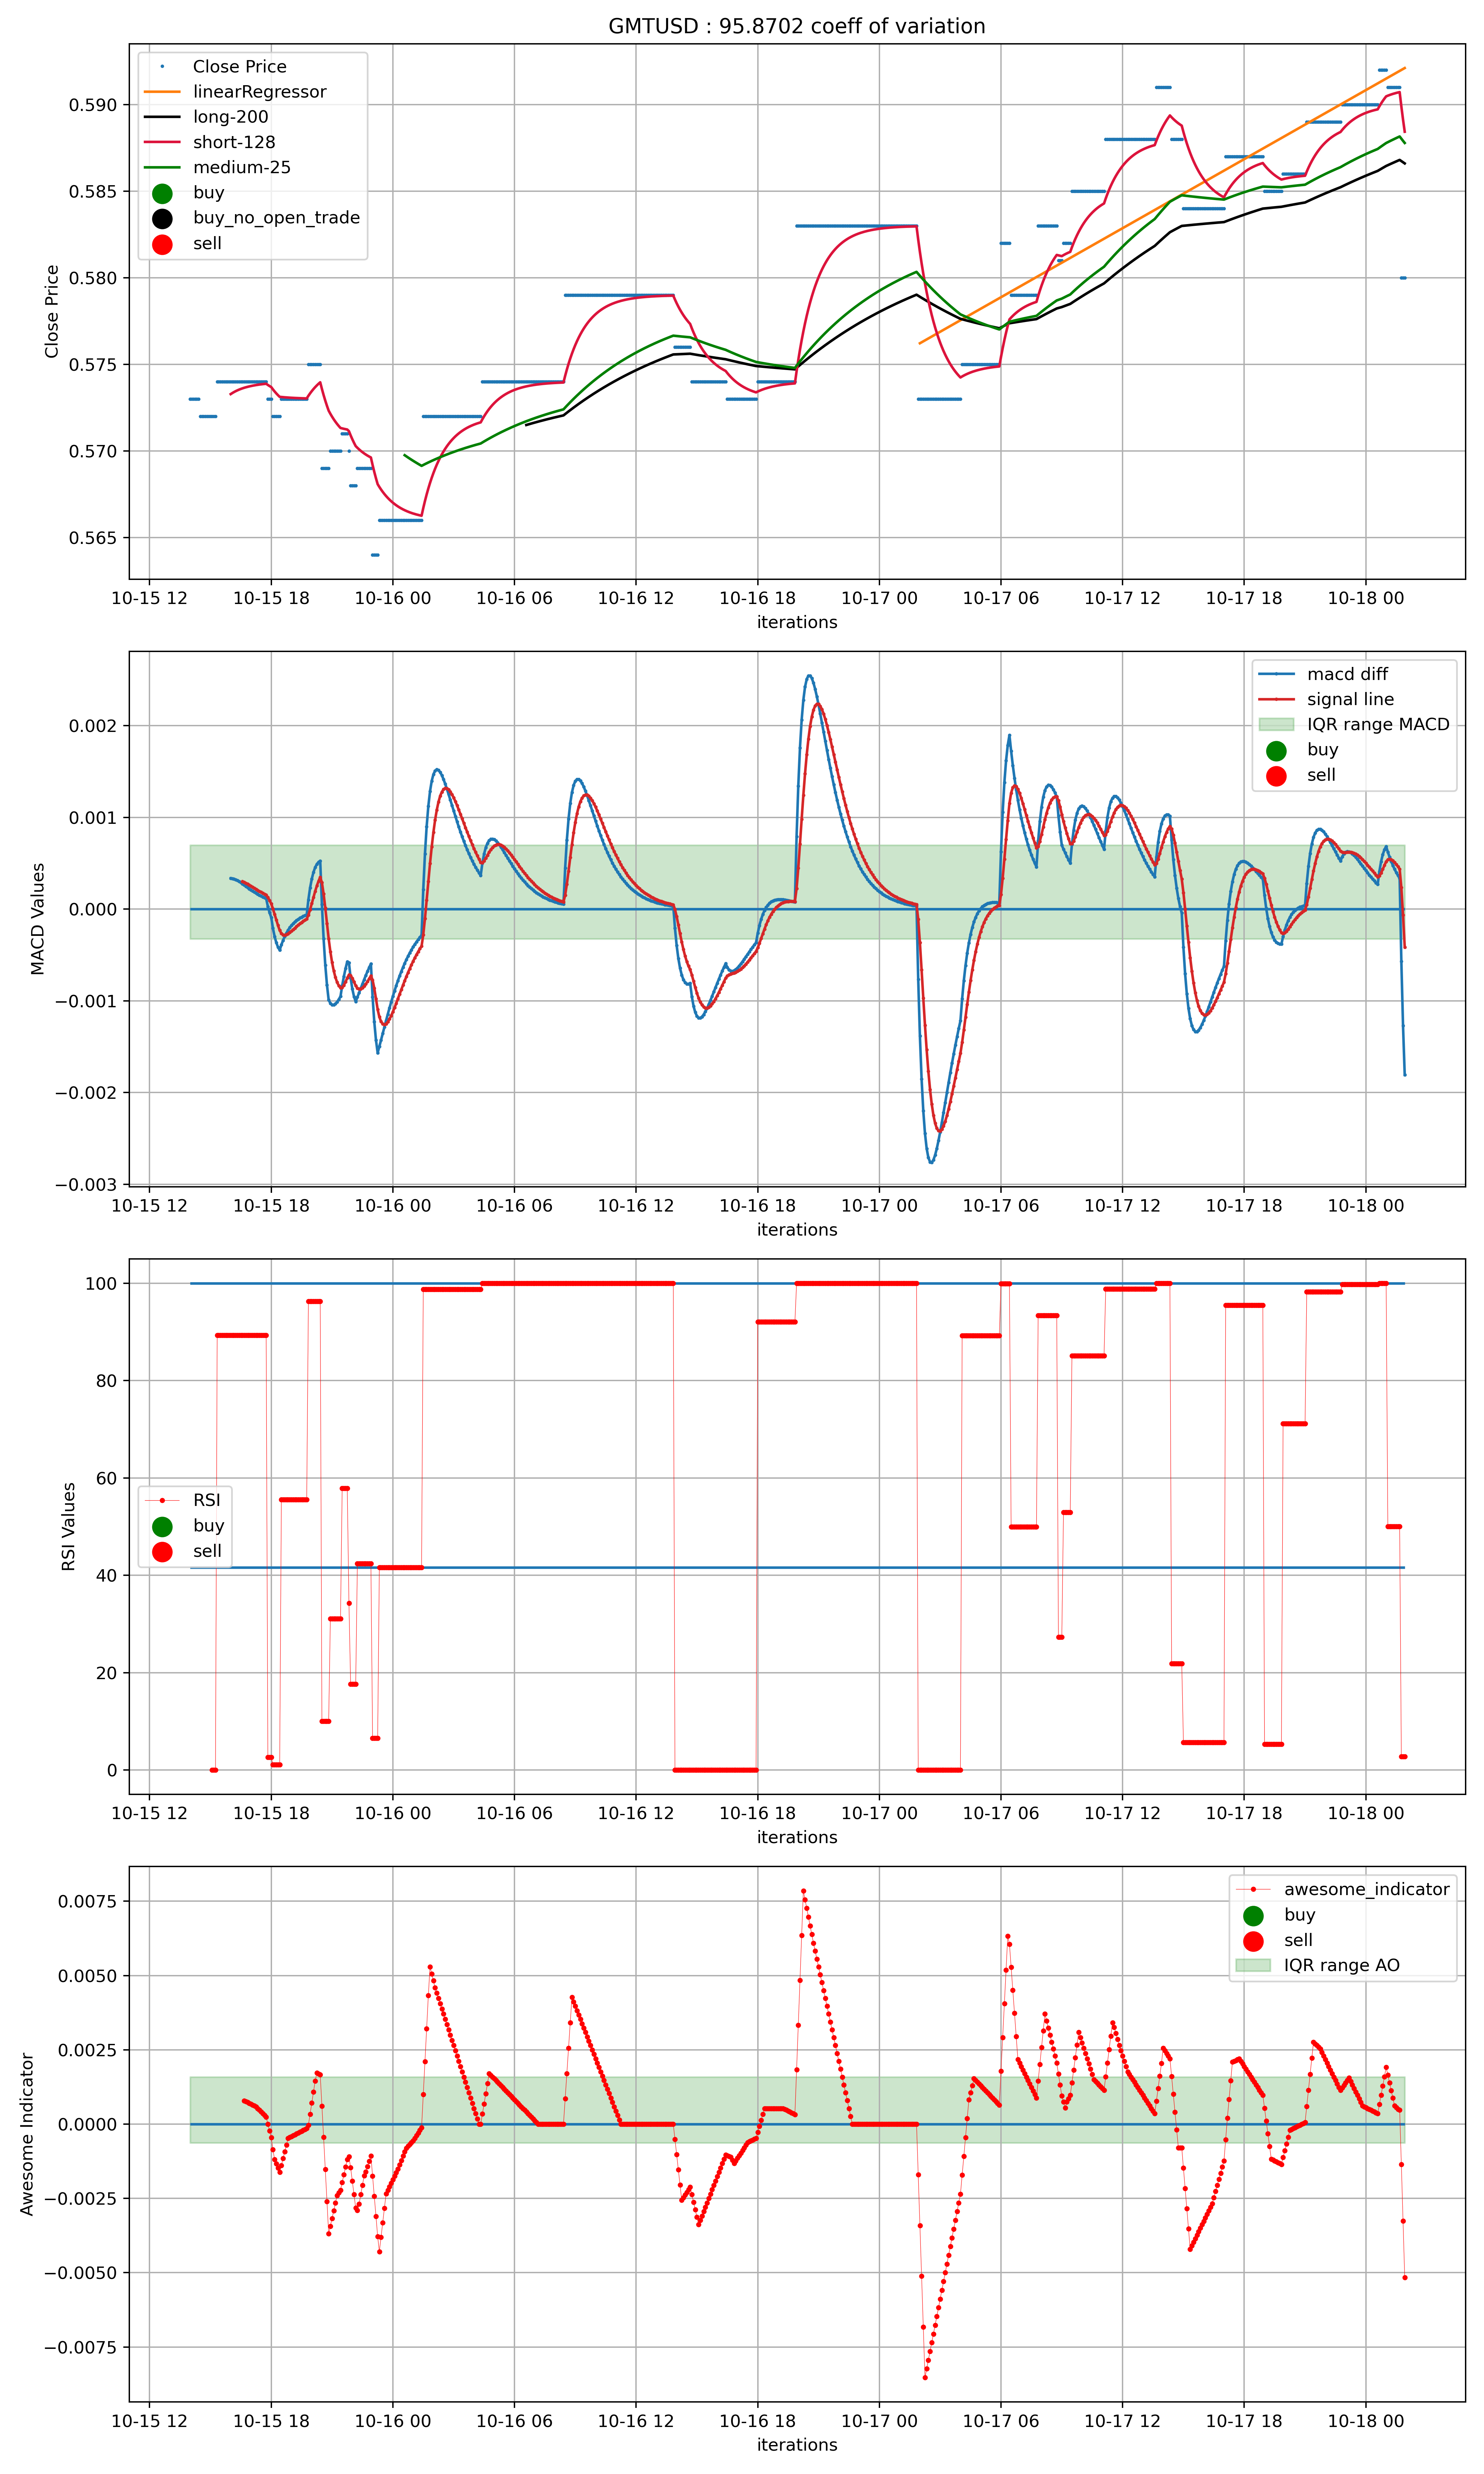 GMTUSD : 95.8702 coeff of variation
Close Price
0.590
0.585
0.580
0.575
0.570
0.565
Close Price
linearRegressor
long-200
short-128
medium-25
buy
buy_no_open_trade
sell
10-15 12 10-15 18 10-16 00 10-16 06 10-16 12 10-16 18 10-17 00 10-17 06 10-17 12 10-17 18 10-18 00
iterations
MACD Values
0.002
0.001
0.000
−0.001
−0.002
−0.003
macd diff
signal line
IQR range MACD
buy
sell
10-15 12 10-15 18 10-16 00 10-16 06 10-16 12 10-16 18 10-17 00 10-17 06 10-17 12 10-17 18 10-18 00
iterations
RSI Values
100
80
60
40
20
0
RSI
buy
sell
10-15 12 10-15 18 10-16 00 10-16 06 10-16 12 10-16 18 10-17 00 10-17 06 10-17 12 10-17 18 10-18 00
iterations
Awesome Indicator
0.0075
0.0050
0.0025
0.0000
−0.0025
−0.0050
−0.0075
awesome_indicator
buy
sell
IQR range AO
10-15 12 10-15 18 10-16 00 10-16 06 10-16 12 10-16 18 10-17 00 10-17 06 10-17 12 10-17 18 10-18 00
iterations